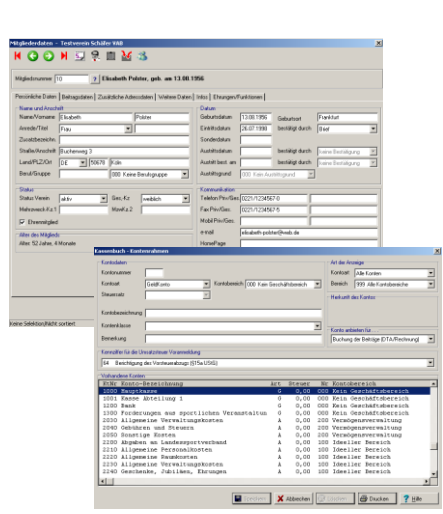 Mitgliederdaten - Testverein Schäfer VAB
Mitgliedsnummer 10 ? Elisabeth Polster, geb. am 13.08.1956
Persönliche Daten Beitragsdaten Zusätzliche Adressdaten Weitere Daten Infos Ehrungen/Funktionen
Name und Anschrift Datum
Name/Vorname Elisabeth Polster Geburtsdatum 13.08.1956 Geburtsort Frankfurt
Anrede/Titel Frau Eintrittsdatum 26.07.1998 bestätigt durch Brief
Zusatzbezeichn. Sonderdatum
Straße/Anschrift Buchenweg 3 Austrittsdatum bestätigt durch keine Bestätigung
Land/PLZ/Ort DE 50678 Köln Austritt best. am bestätigt durch keine Bestätigung
Beruf/Gruppe 000 Keine Berufsgruppe Austrittsgrund 000 Kein Austrittsgrund
Status Kommunikation
Status Verein aktiv Ges.-Kz weiblich Telefon Priv/Ges. 0221/1234567-0
Mahnzweck-Kz.1 Fax Priv/Ges. 0221/1234567-5
Ehrenmitglied Mobil Priv/Ges.
Alter des Mitglieds e-mail elisabeth-polster@web.de
Alter: 52 Jahre, 4 Monate HomePage
Keine Selektion/Nicht sortiert
Kassenbuch - Kontenrahmen
Kontodaten Art der Anzeige
Kontonummer Kontoart Alle Konten
Kontoart Geldkonto Kontobereich 000 Kein Geschäftsbereich Bereich 999 Alle Kontobereiche
Steuersatz Herkunft des Kontos
Kontobezeichnung
Kontenklasse Konto anbieten für.....
Bemerkung Buchung der Beiträge (DTA/Rechnung)
Kennziffer für die Umsatzsteuer Voranmeldung
64 Berichtigung des Vorsteuerabzugs (§15a UStG)
Vorhandene Konten
KtNr Konto-Bezeichnung Art Steuer Nr Kontobereich
1000 Hauptkasse G 0,00 000 Kein Geschäftsbereich
1001 Kasse Abteilung 1 G 0,00 000 Kein Geschäftsbereich
1200 Bank G 0,00 000 Kein Geschäftsbereich
1300 Forderungen aus sportlichen Veranstaltun G 0,00 000 Kein Geschäftsbereich
2030 Allgemeine Verwaltungskosten A 0,00 200 Vermögensverwaltung
2040 Gebühren und Steuern A 0,00 200 Vermögensverwaltung
2050 Sonstige Kosten A 0,00 200 Vermögensverwaltung
2200 Abgaben an Landessportverband A 0,00 100 Ideeller Bereich
2210 Allgemeine Personalkosten A 0,00 100 Ideeller Bereich
2220 Allgemeine Raumkosten A 0,00 100 Ideeller Bereich
2230 Allgemeine Verwaltungskosten A 0,00 100 Ideeller Bereich
2240 Geschenke, Jubiläen, Ehrungen A 0,00 100 Ideeller Bereich
Abbrechen Drucken Hilfe